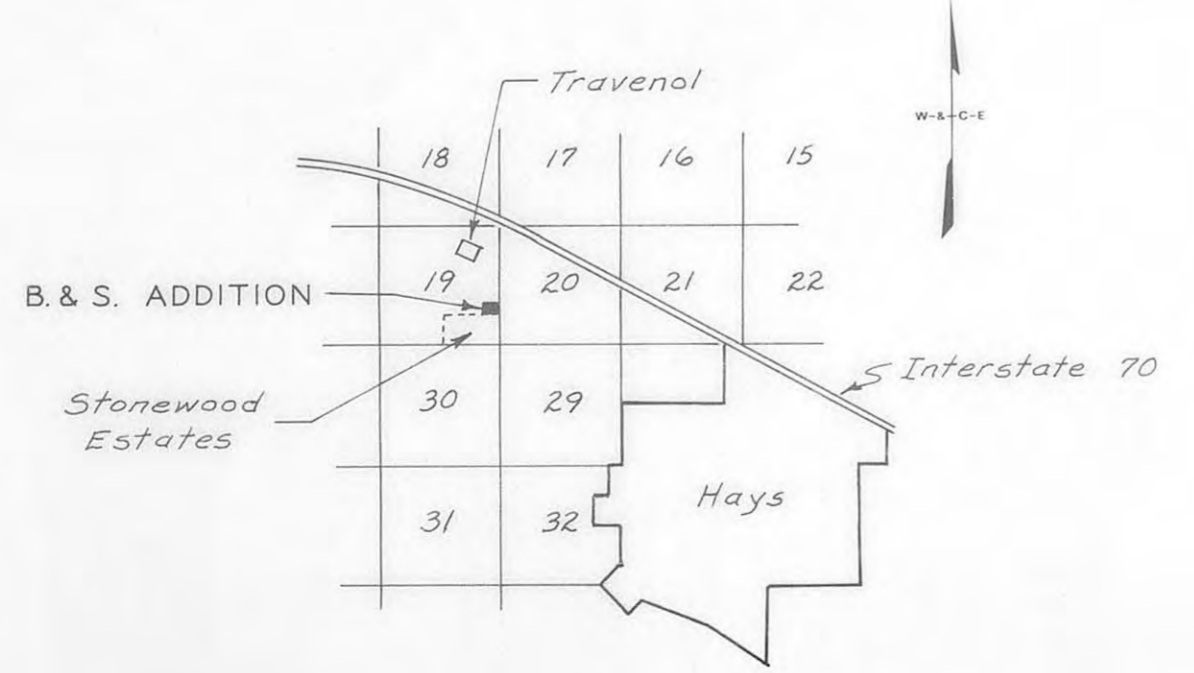 Travenol
W-&-C-E
18 17 16 15
19 20 21 22
B. & S. ADDITION
Interstate 70
30 29
Stonewood
Estates
Hays
31 32